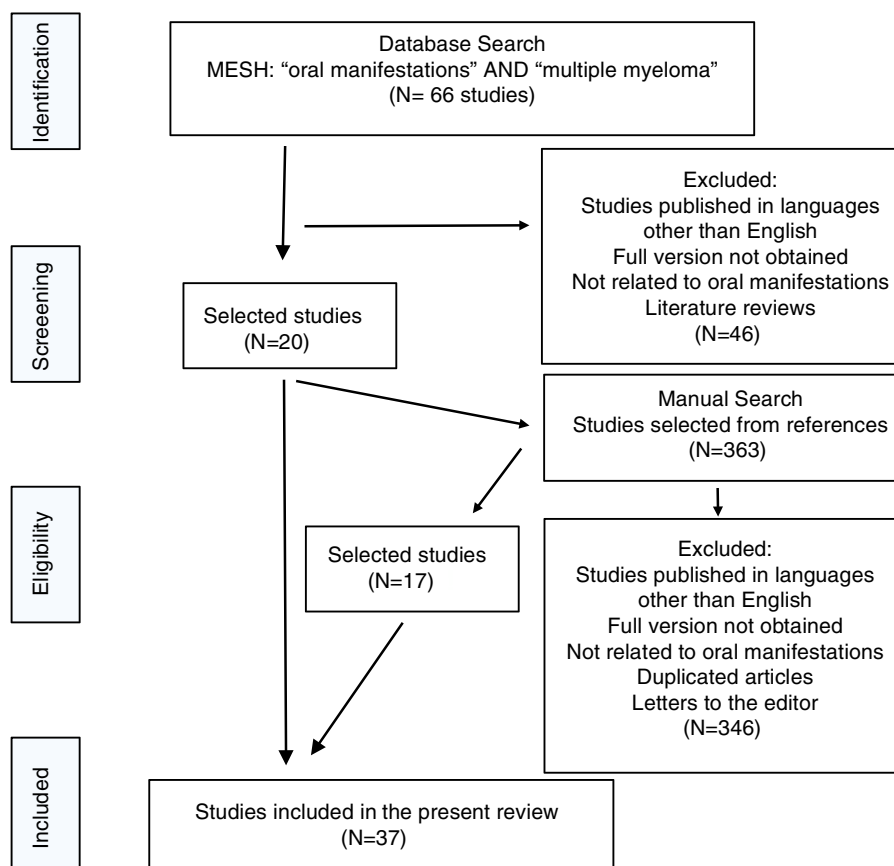 Identification
Database Search
MESH: “oral manifestations” AND “multiple myeloma”
(N= 66 studies)
Excluded:
Studies published in languages
other than English
Full version not obtained
Not related to oral manifestations
Literature reviews
(N=46)
Screeening
Selected studies
(N=20)
Manual Search
Studies selected from references
(N=363)
Eligibility
Selected studies
(N=17)
Excluded:
Studies published in languages
other than English
Full version not obtained
Not related to oral manifestations
Duplicated articles
Letters to the editor
(N=346)
Included
Studies included in the present review
(N=37)